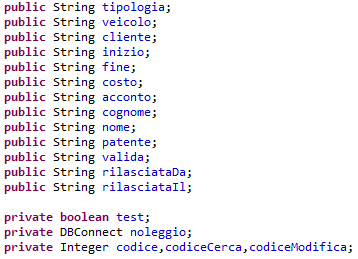 public String tipologia;
public String veicolo;
public String cliente;
public String inizio;
public String fine;
public String costo;
public String acconto;
public String cognome;
public String nome;
public String patente;
public String valida;
public String rilasciataDa;
public String rilasciataIl;
private boolean test;
private DBConnect noleggio;
private Integer codice,codiceCerca,codiceModifica;